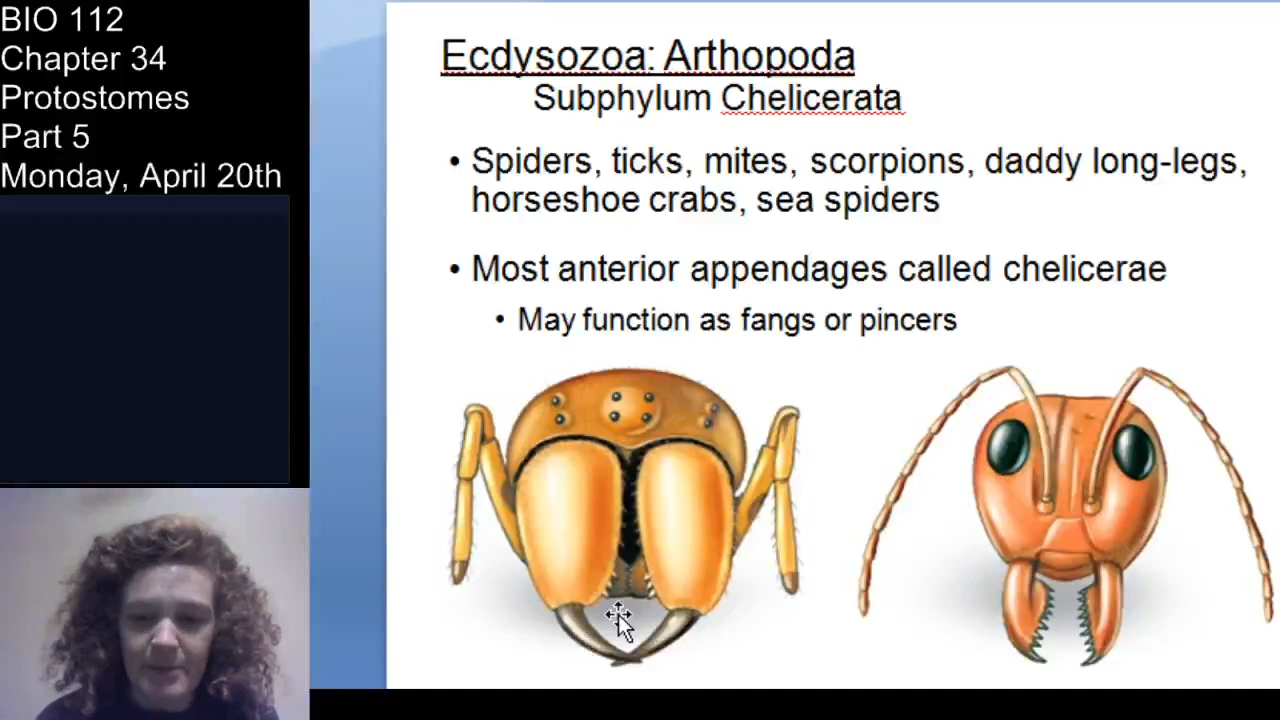 BIO 112
Chapter 34
Protostomes
Part 5
Monday, April 20th
Ecdysozoa: Arthopoda
Subphylum Chelicerata
• Spiders, ticks, mites, scorpions, daddy long-legs,
horseshoe crabs, sea spiders
• Most anterior appendages called chelicerae
• May function as fangs or pincers